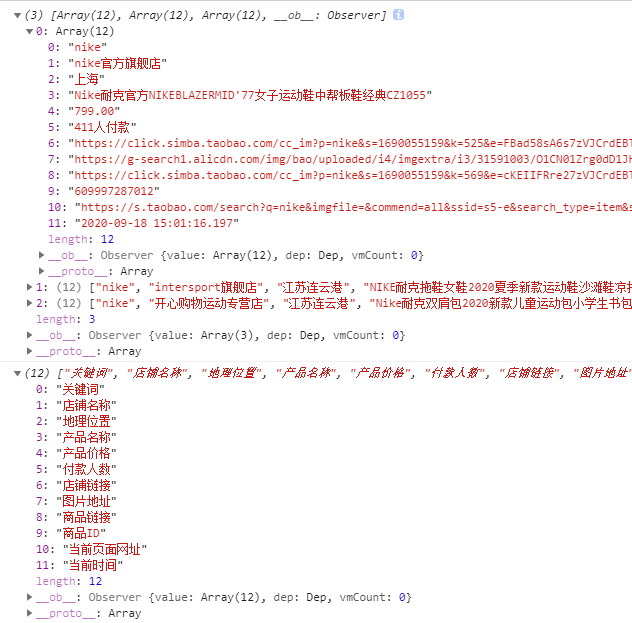 (3) [Array(12), Array(12), Array(12), __ob__: Observer]
0: Array(12)
0: "nike"
1: "nike官方旗舰店"
2: "上海"
3: "Nike耐克官方NIKEBLAZERMID'77女子运动鞋中帮板鞋经典CZ1055"
4: "799.00"
5: "411人付款"
6: "https://click.simba.taobao.com/cc_im?p=nike&s=1690055159&k=525&e=FBad58sA6s7zVJCrdEBT
7: "https://g-search1.alicdn.com/img/bao/uploaded/i4/imgextra/i3/31591003/O1CN01Zrg0dD1JH
8: "https://click.simba.taobao.com/cc_im?p=nike&s=1690055159&k=569&e=cKEIIFRre27zVJCrdEBT
9: "609997287012"
10: "https://s.taobao.com/search?q=nike&imgfile=&commend=all&ssid=s5-e&search_type=item&s
11: "2020-09-18 15:01:16.197"
length: 12
__ob__: Observer {value: Array(12), dep: Dep, vmCount: 0}
__proto__: Array
1: (12) ["nike", "intersport旗舰店", "江苏连云港", "NIKE耐克拖鞋女鞋2020夏季新款运动鞋沙滩鞋凉拖
2: (12) ["nike", "开心购物运动专营店", "江苏连云港", "Nike耐克双肩包2020新款儿童运动包小学生书包
length: 3
__ob__: Observer {value: Array(3), dep: Dep, vmCount: 0}
__proto__: Array
(12) ["关键词", "店铺名称", "地理位置", "产品名称", "产品价格", "付款人数", "店铺链接", "图片地址"
0: "关键词"
1: "店铺名称"
2: "地理位置"
3: "产品名称"
4: "产品价格"
5: "付款人数"
6: "店铺链接"
7: "图片地址"
8: "商品链接"
9: "商品ID"
10: "当前页面网址"
11: "当前时间"
length: 12
__ob__: Observer {value: Array(12), dep: Dep, vmCount: 0}
__proto__: Array